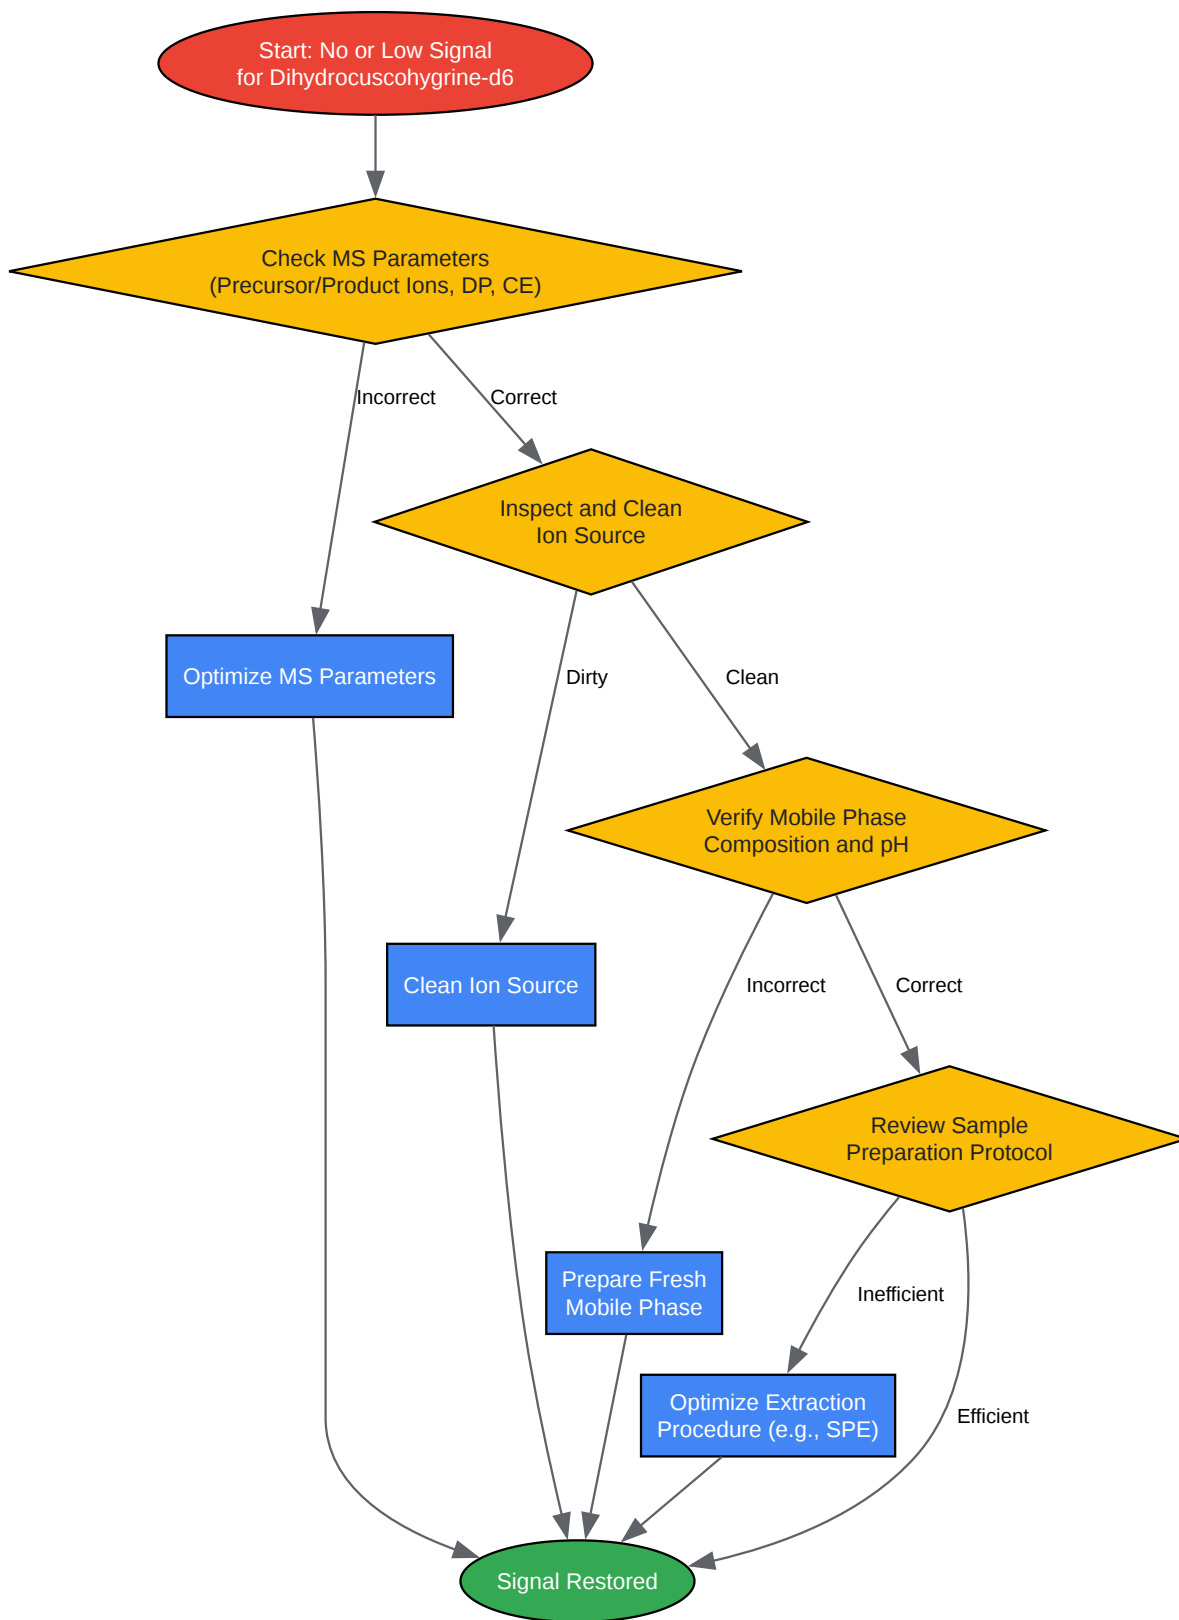 Start: No or Low Signal
for Dihydrocuscohygrine-d6
Check MS Parameters
(Precursor/Product Ions, DP, CE)
Incorrect
Correct
Inspect and Clean
Ion Source
Optimize MS Parameters
Dirty
Clean
Verify Mobile Phase
Composition and pH
Clean Ion Source
Incorrect
Correct
Review Sample
Preparation Protocol
Prepare Fresh
Mobile Phase
Inefficient
Optimize Extraction
Procedure (e.g., SPE)
Efficient
Signal Restored